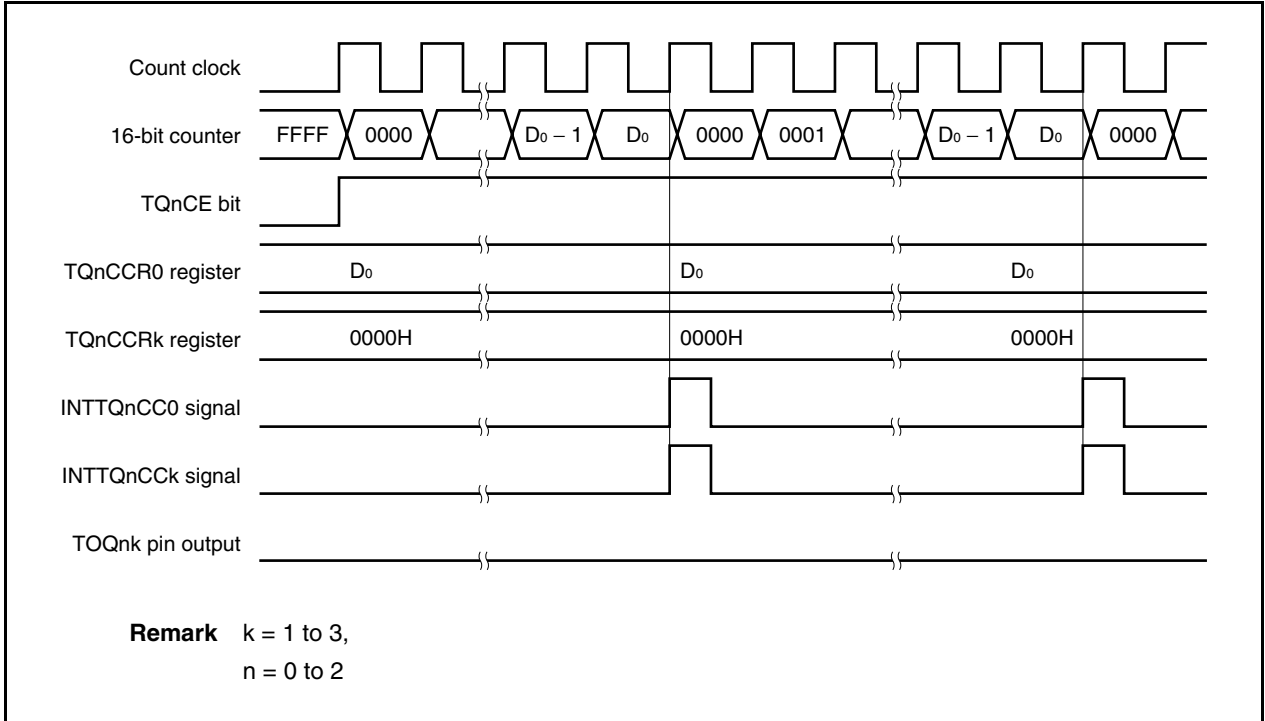 Count clock
16-bit counter FFFF 0000 D₀ – 1 D₀ 0000 0001 D₀ – 1 D₀ 0000
TQnCE bit
TQnCCR0 register D₀ D₀ D₀
TQnCCRk register 0000H 0000H 0000H
INTTQnCC0 signal
INTTQnCCk signal
TOQnk pin output
Remark k = 1 to 3,
n = 0 to 2